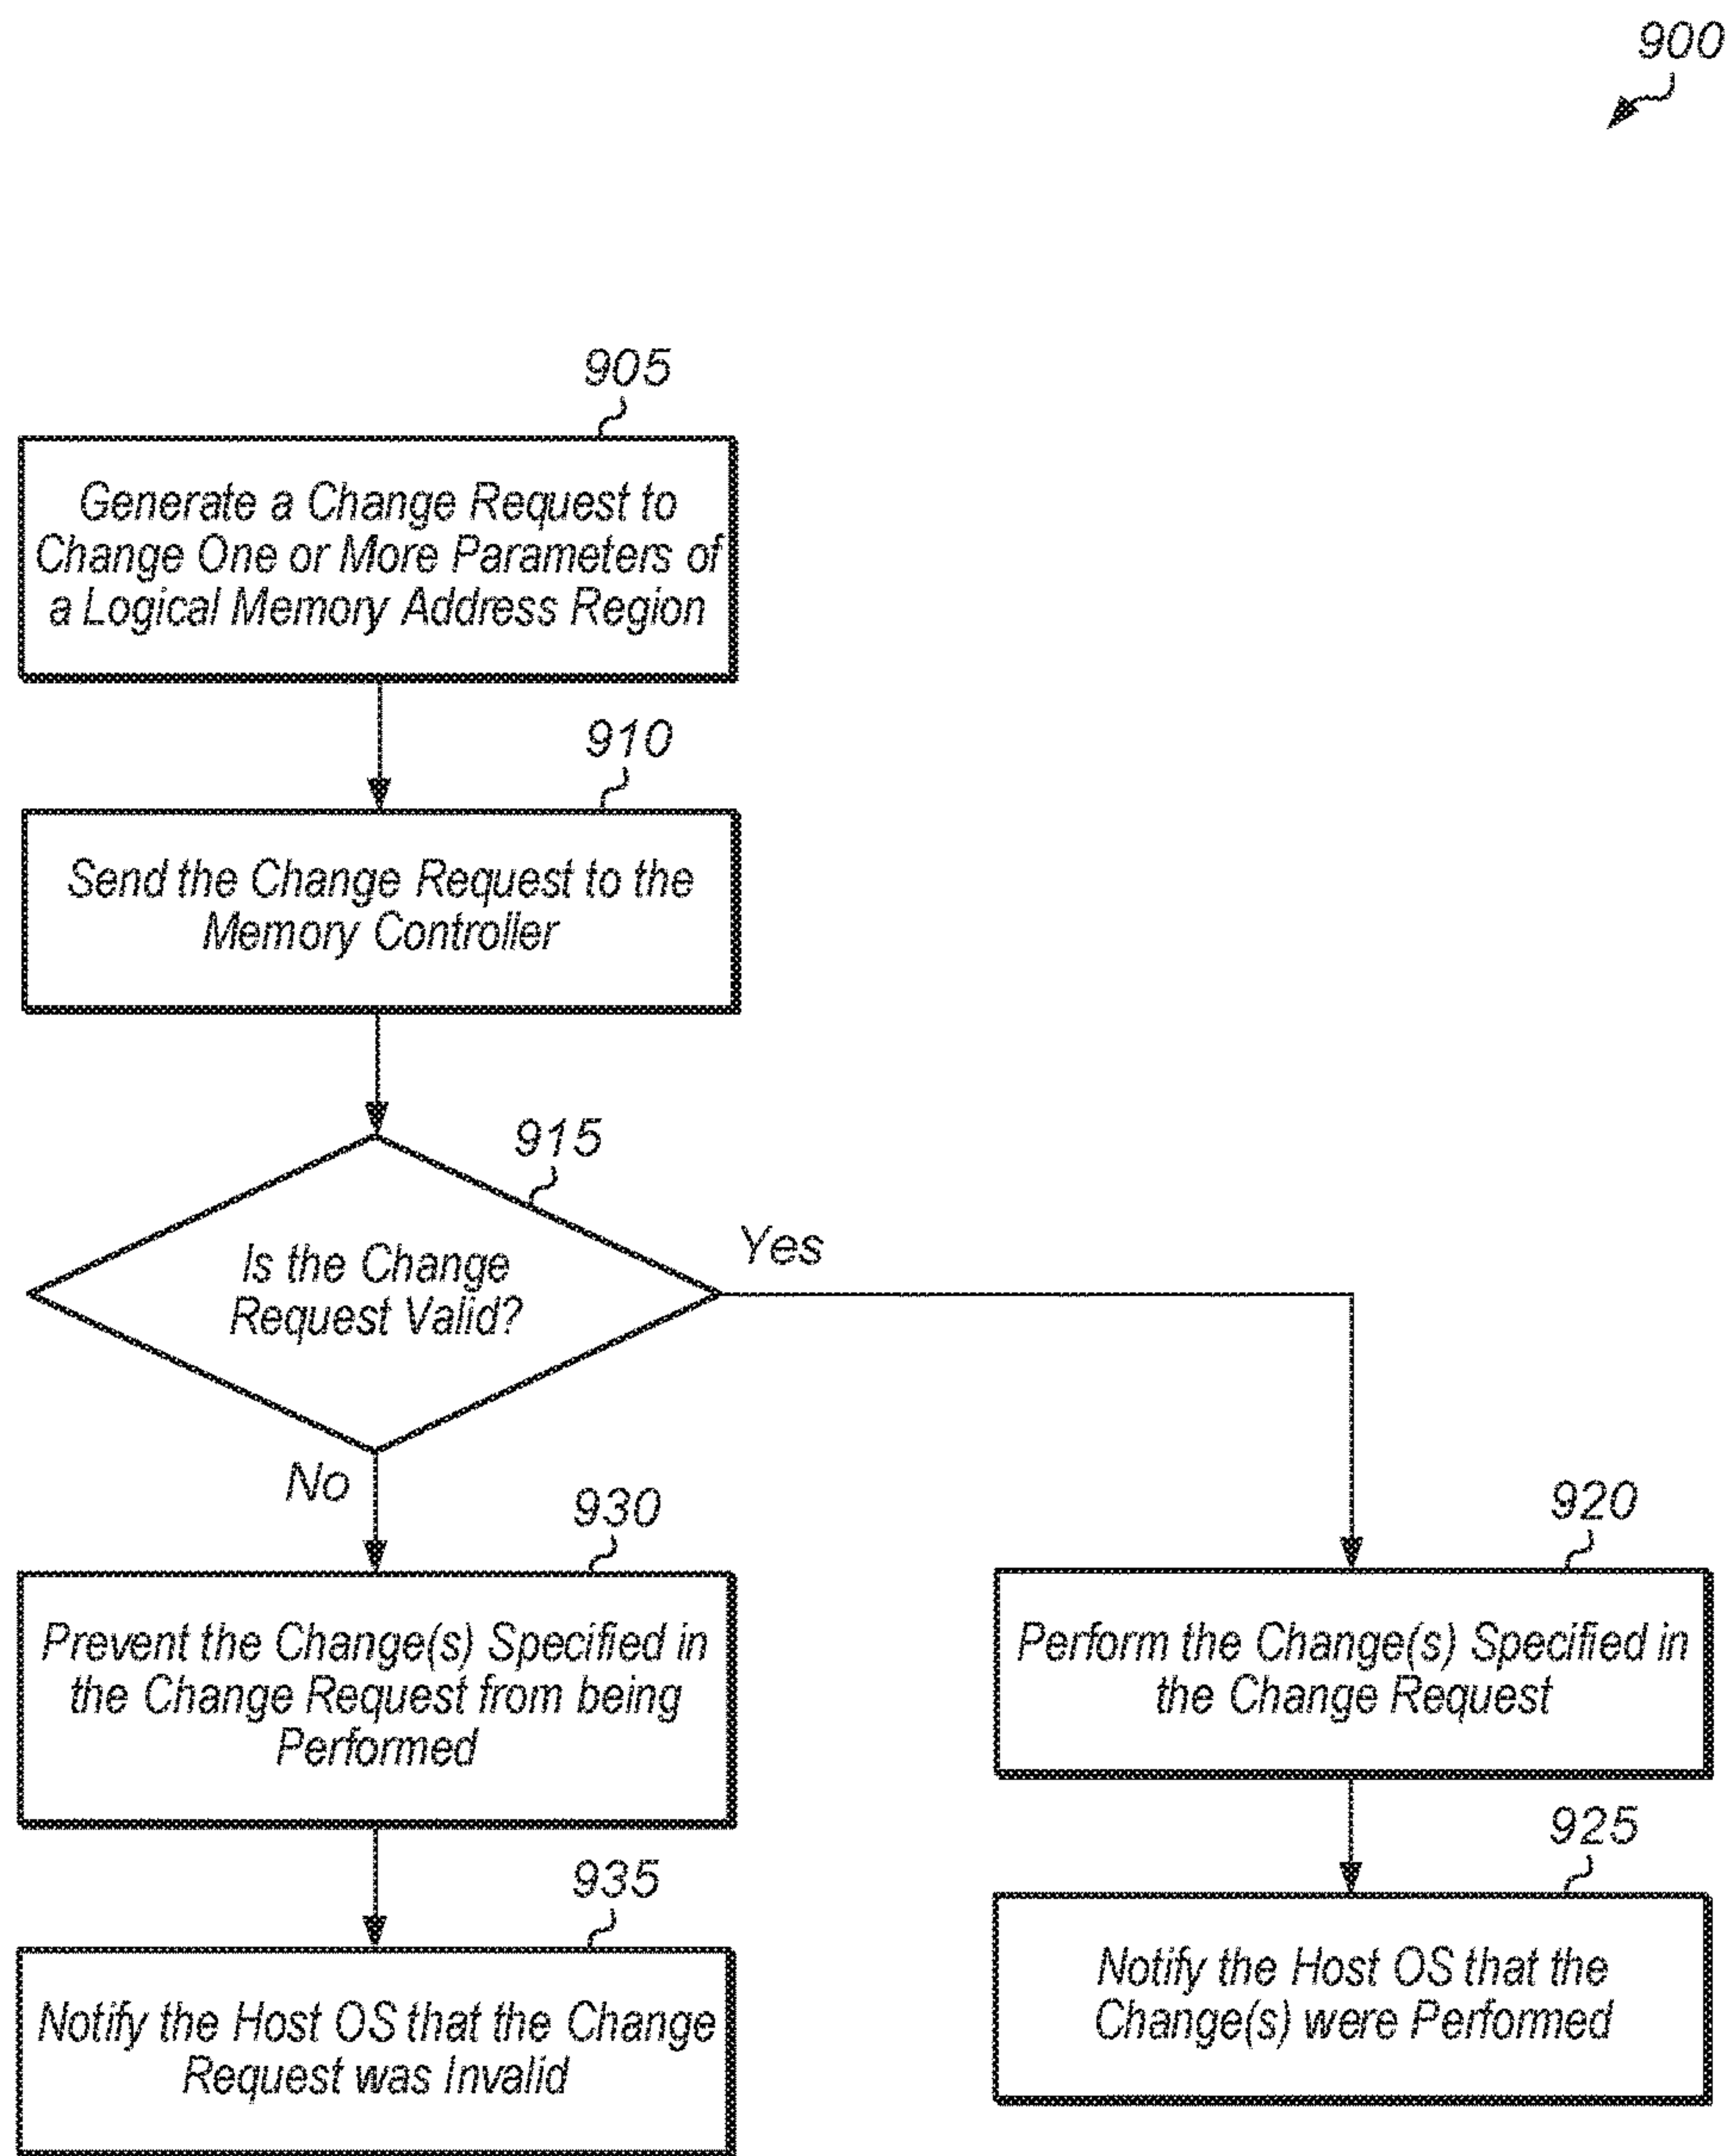 900
905
Generate a Change Request to
Change One or More Parameters of
a Logical Memory Address Region
910
Send the Change Request to the
Memory Controller
915
Is the Change
Request Valid?
Yes
No
930
Prevent the Change(s) Specified in
the Change Request from being
Performed
935
Notify the Host OS that the Change
Request was Invalid
920
Perform the Change(s) Specified in
the Change Request
925
Notify the Host OS that the
Change(s) were Performed